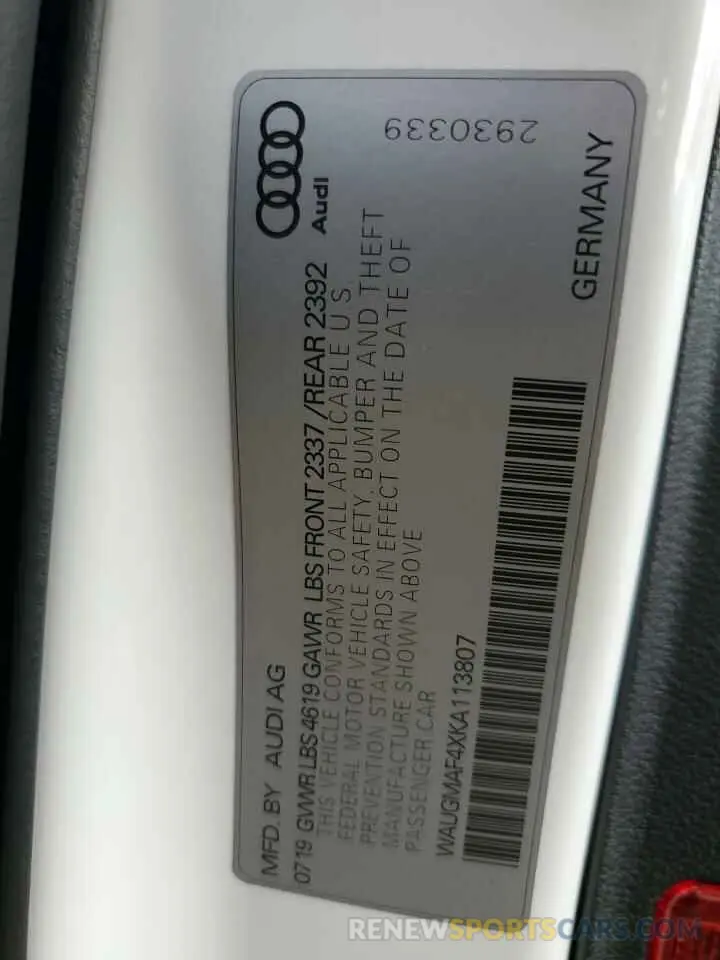 MFD. BY AUDI AG
0719 GVWR LBS 4619 GAWR LBS FRONT 2337 / REAR 2392
THIS VEHICLE CONFORMS TO ALL APPLICABLE U.S.
FEDERAL MOTOR VEHICLE SAFETY, BUMPER AND THEFT
PREVENTION STANDARDS IN EFFECT ON THE DATE OF
MANUFACTURE SHOWN ABOVE
PASSENGER CAR
WAUGMAF4XKA113807
Audi
2930339
GERMANY
RENEWSPORTSCARS.COM